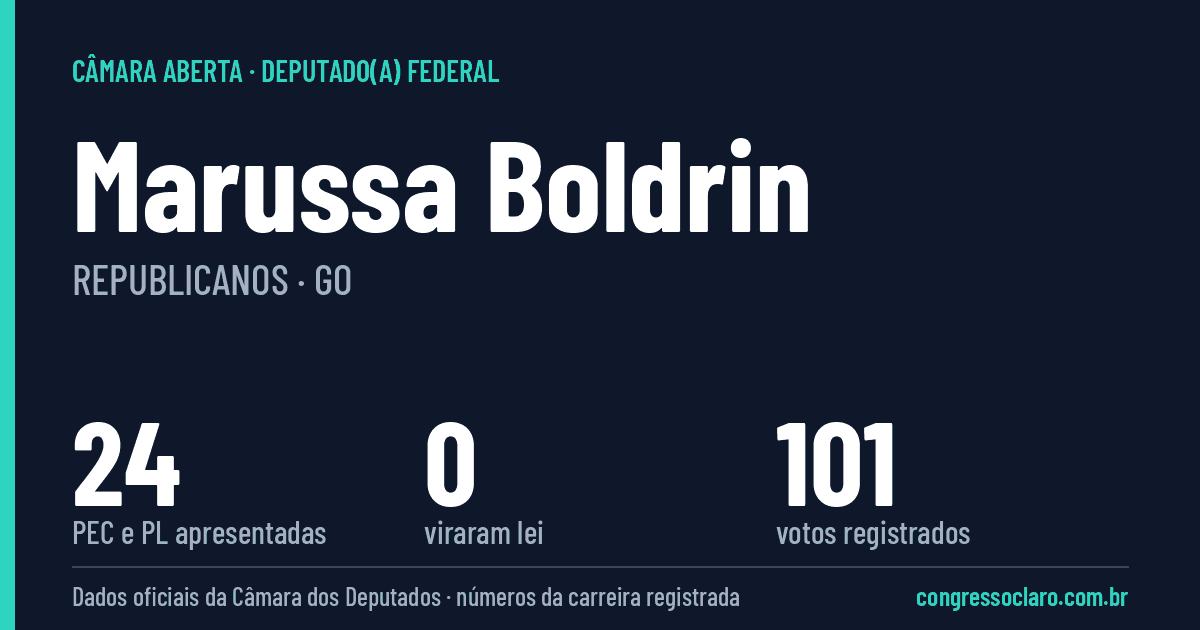 CÂMARA ABERTA · DEPUTADO(A) FEDERAL
Marussa Boldrin
REPUBLICANOS · GO
24 0 101
PEC e PL apresentadas viraram lei votos registrados
Dados oficiais da Câmara dos Deputados · números da carreira registrada congressoclaro.com.br